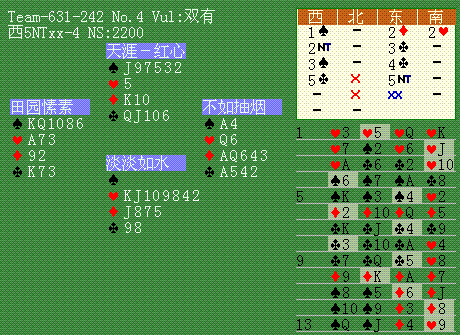 Team-631-242 No.4 Vul:双有
西5NTxx-4 NS:2200
天涯－红心
♠J97532
♥5
♦K10
♣QJ106
田园愫素
♠KQ1086
♥A73
♦92
♣K73
不如抽烟
♠A4
♥Q6
♦AQ643
♣A542
淡淡如水
♠
♥KJ109842
♦J875
♣98
西 北 东 南
1♠ – 2♦ 2♥
2NT – 3♣ –
3♠ – 4♣ –
5♣ × 5NT –
– × ×× –
– –
1 ♥3 ♥5 ♥Q ♥K
♥7 ♠2 ♥6 ♥J
♥A ♣6 ♣2 ♥10
♠6 ♠7 ♠A ♣8
5 ♠K ♠3 ♠4 ♥2
♦2 ♦10 ♦Q ♦5
♣K ♣J ♣4 ♣9
♣3 ♣10 ♣A ♥4
9 ♣7 ♣Q ♣5 ♥8
♦9 ♦K ♦A ♦7
♠8 ♠5 ♦6 ♦J
♠10 ♠9 ♦3 ♦8
13 ♠Q ♠J ♦4 ♥9